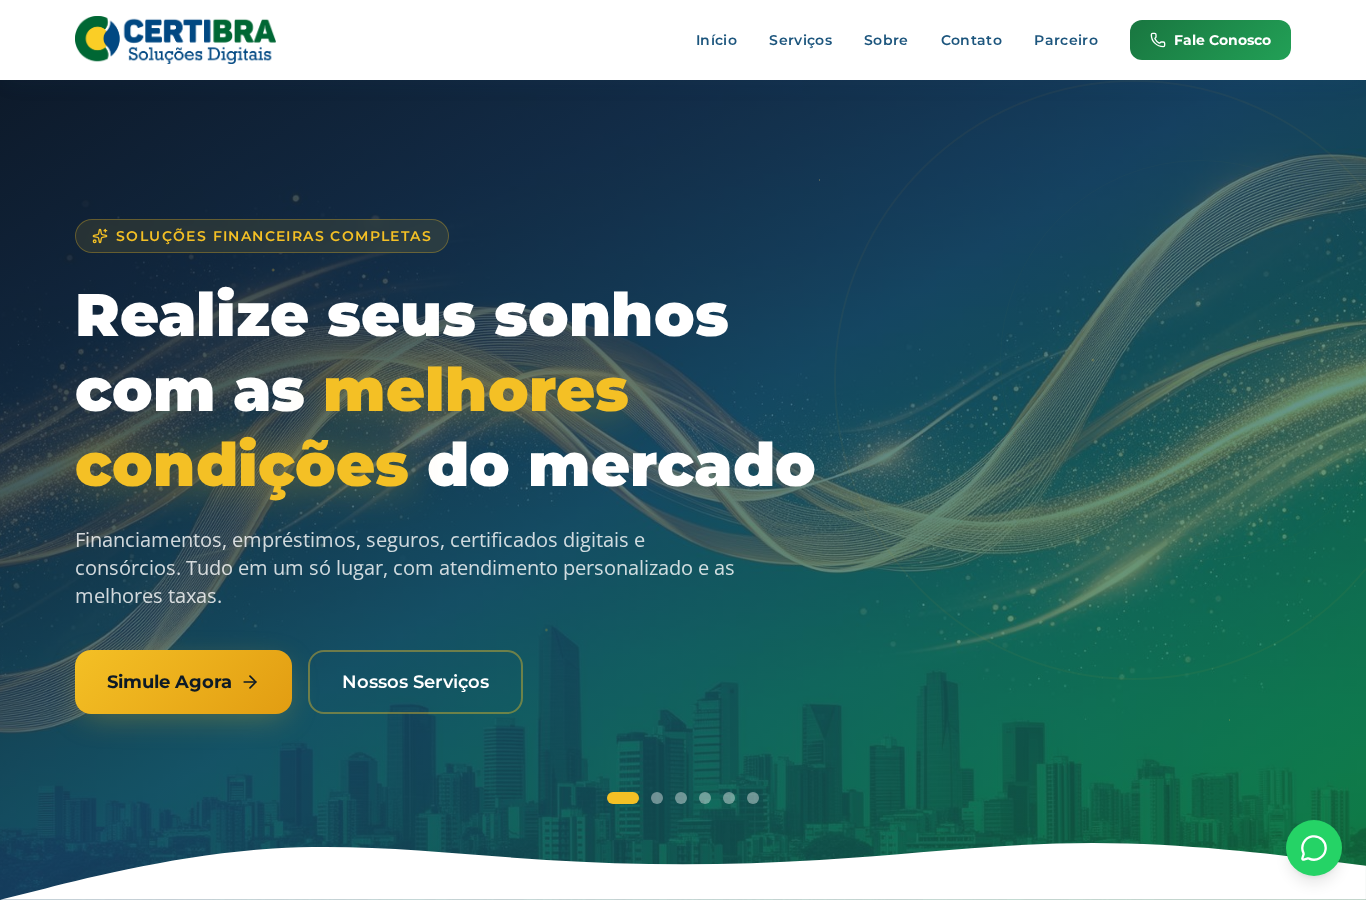 CERTIBRA
Soluções Digitais
Início
Serviços
Sobre
Contato
Parceiro
Fale Conosco
SOLUÇÕES FINANCEIRAS COMPLETAS
Realize seus sonhos
com as melhores
condições do mercado
Financiamentos, empréstimos, seguros, certificados digitais e
consórcios. Tudo em um só lugar, com atendimento personalizado e as
melhores taxas.
Simule Agora
Nossos Serviços